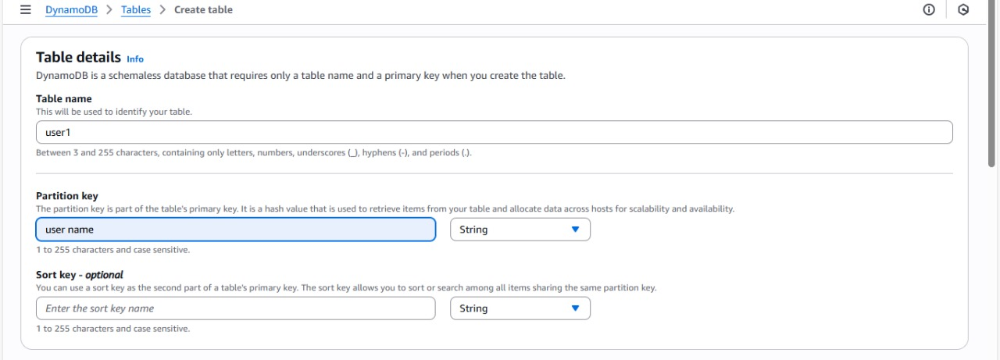 DynamoDB > Tables > Create table
Table details Info
DynamoDB is a schemaless database that requires only a table name and a primary key when you create the table.
Table name
This will be used to identify your table.
user1
Between 3 and 255 characters, containing only letters, numbers, underscores (_), hyphens (-), and periods (.).
Partition key
The partition key is part of the table's primary key. It is a hash value that is used to retrieve items from your table and allocate data across hosts for scalability and availability.
user name String
1 to 255 characters and case sensitive.
Sort key - optional
You can use a sort key as the second part of a table's primary key. The sort key allows you to sort or search among all items sharing the same partition key.
Enter the sort key name String
1 to 255 characters and case sensitive.